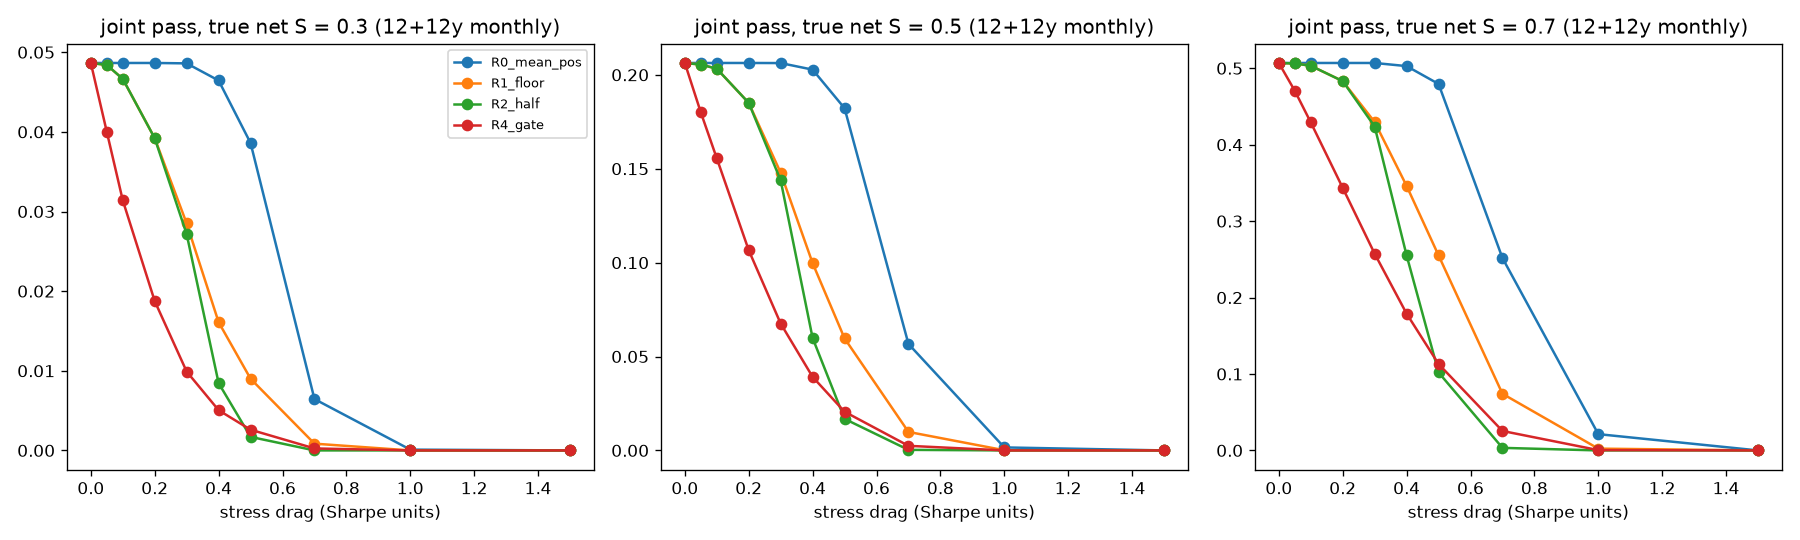 joint pass, true net S = 0.3 (12+12y monthly)
0.05
0.04
0.03
0.02
0.01
0.00
R0_mean_pos
R1_floor
R2_half
R4_gate
0.0 0.2 0.4 0.6 0.8 1.0 1.2 1.4
stress drag (Sharpe units)
joint pass, true net S = 0.5 (12+12y monthly)
0.20
0.15
0.10
0.05
0.00
0.0 0.2 0.4 0.6 0.8 1.0 1.2 1.4
stress drag (Sharpe units)
joint pass, true net S = 0.7 (12+12y monthly)
0.5
0.4
0.3
0.2
0.1
0.0
0.0 0.2 0.4 0.6 0.8 1.0 1.2 1.4
stress drag (Sharpe units)